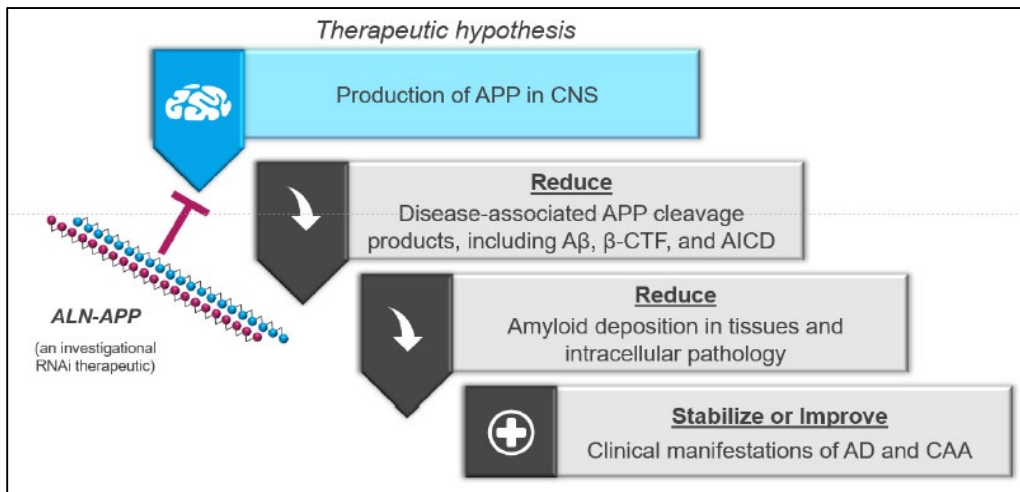 Therapeutic hypothesis
Production of APP in CNS
Reduce
Disease-associated APP cleavage
products, including Aβ, β-CTF, and AICD
ALN-APP
(an investigational
RNAi therapeutic)
Reduce
Amyloid deposition in tissues and
intracellular pathology
Stabilize or Improve
Clinical manifestations of AD and CAA